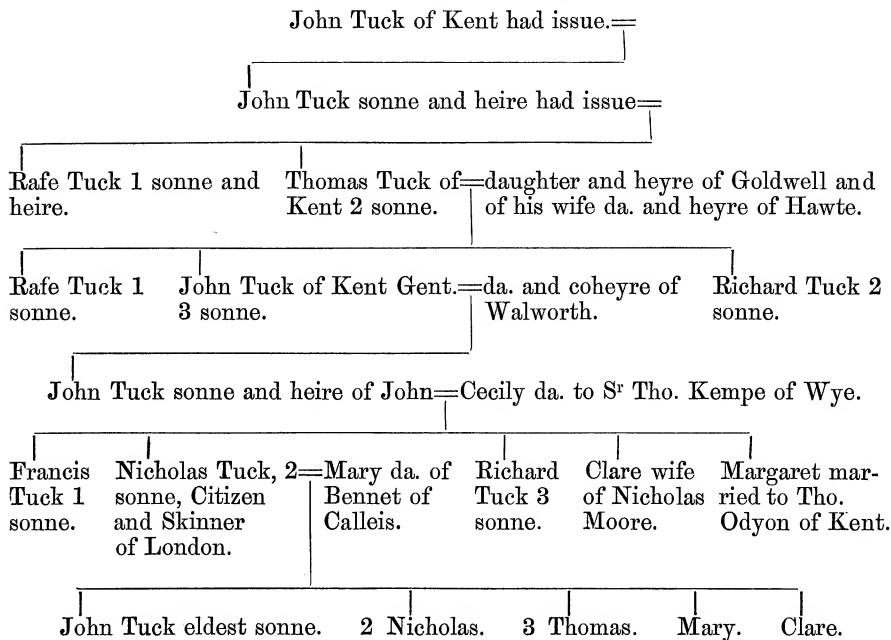 John Tuck of Kent had issue.=
John Tuck sonne and heire had issue=
Rafe Tuck 1 sonne and
heire.
Thomas Tuck of=daughter and heyre of Goldwell and
Kent 2 sonne.
of his wife da. and heyre of Hawte.
Rafe Tuck 1
sonne.
John Tuck of Kent Gent.=da. and coheyre of
3 sonne.
Walworth.
Richard Tuck 2
sonne.
John Tuck sonne and heire of John=Cecily da. to Sʳ Tho. Kempe of Wye.
Francis
Tuck 1
sonne.
Nicholas Tuck, 2=Mary da. of
sonne, Citizen
and Skinner
of London.
Bennet of
Calleis.
Richard
Tuck 3
sonne.
Clare wife
of Nicholas
Moore.
Margaret mar-
ried to Tho.
Odyon of Kent.
John Tuck eldest sonne.
2 Nicholas.
3 Thomas.
Mary.
Clare.